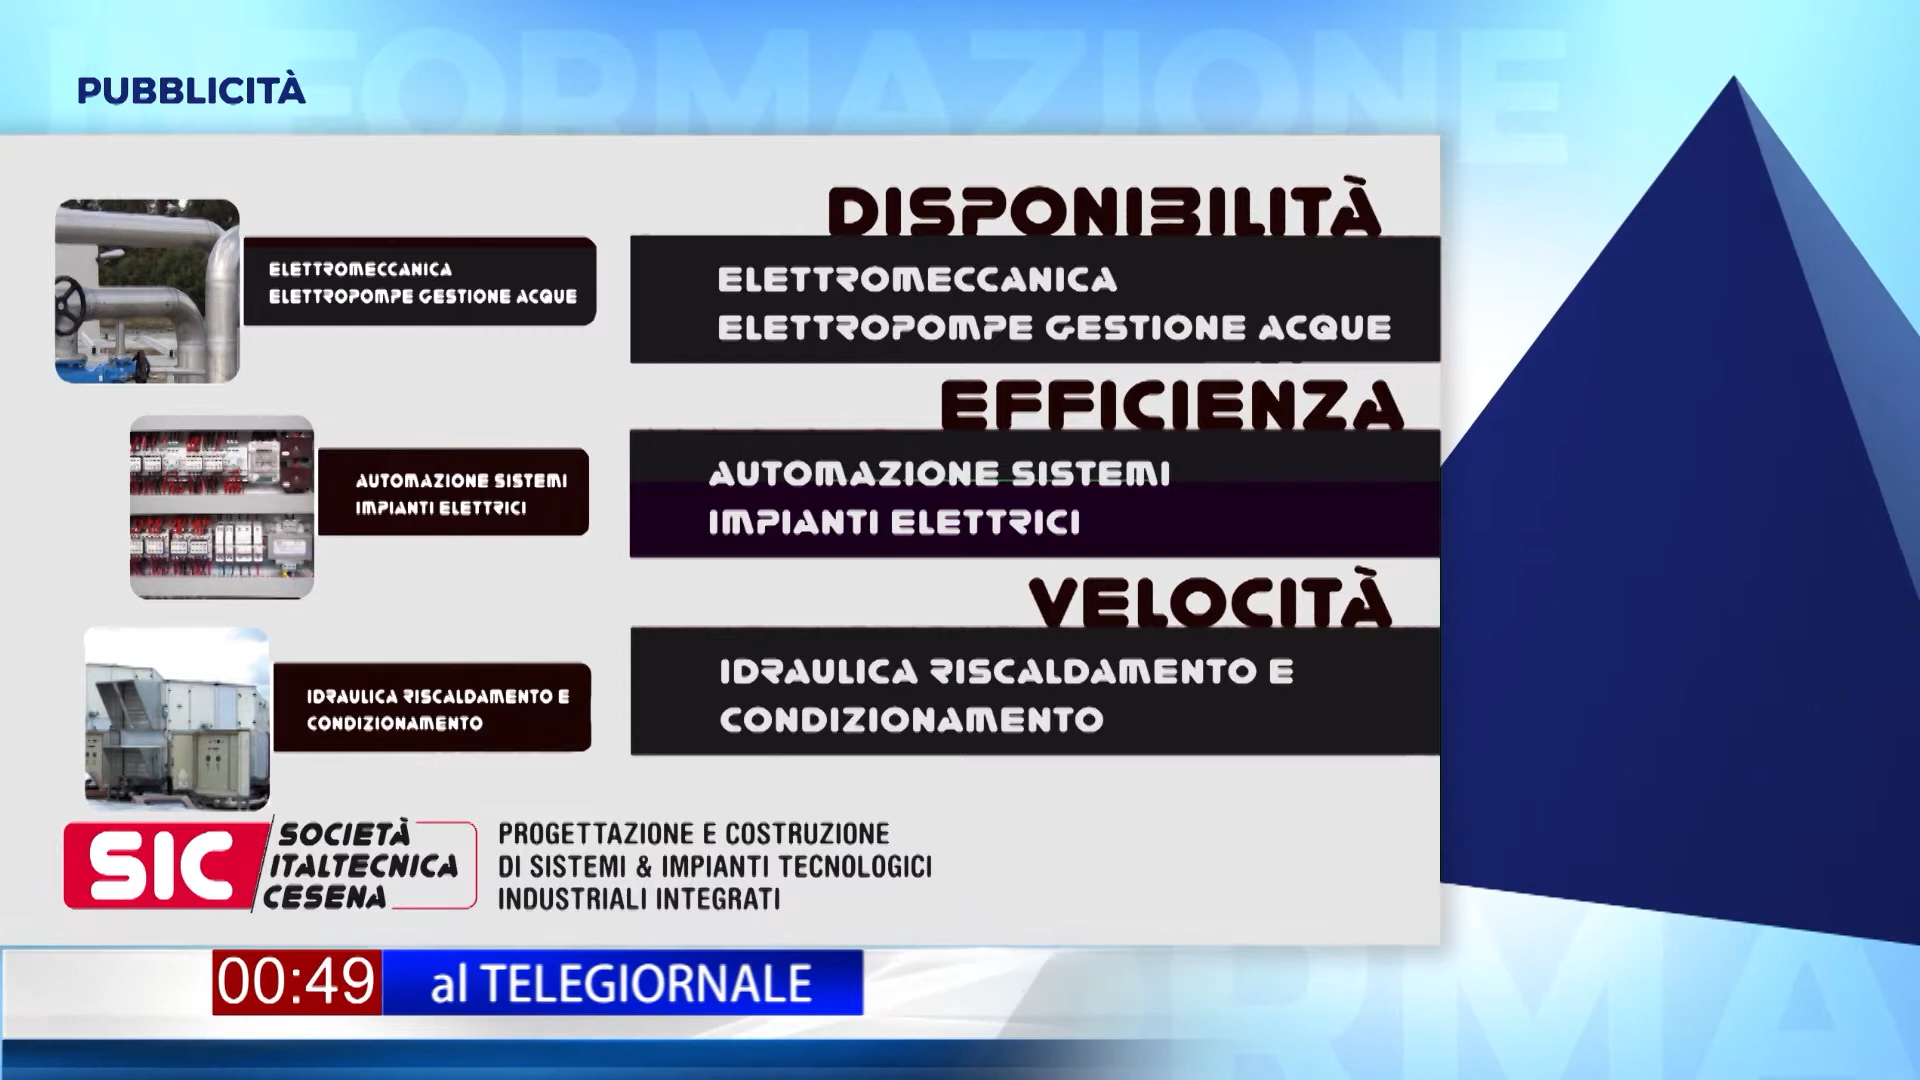 INFORMAZIONE
PUBBLICITÀ
DISPONIBILITÀ
ELETTROMECCANICA
ELETTROPOMPE GESTIONE ACQUE
ELETTROMECCANICA
ELETTROPOMPE GESTIONE ACQUE
EFFICIENZA
AUTOMAZIONE SISTEMI
IMPIANTI ELETTRICI
AUTOMAZIONE SISTEMI
IMPIANTI ELETTRICI
VELOCITÀ
IDRAULICA RISCALDAMENTO E
CONDIZIONAMENTO
IDRAULICA RISCALDAMENTO E
CONDIZIONAMENTO
SIC
SOCIETÀ
ITALTECNICA
CESENA
PROGETTAZIONE E COSTRUZIONE
DI SISTEMI & IMPIANTI TECNOLOGICI
INDUSTRIALI INTEGRATI
00:49 al TELEGIORNALE
RMA